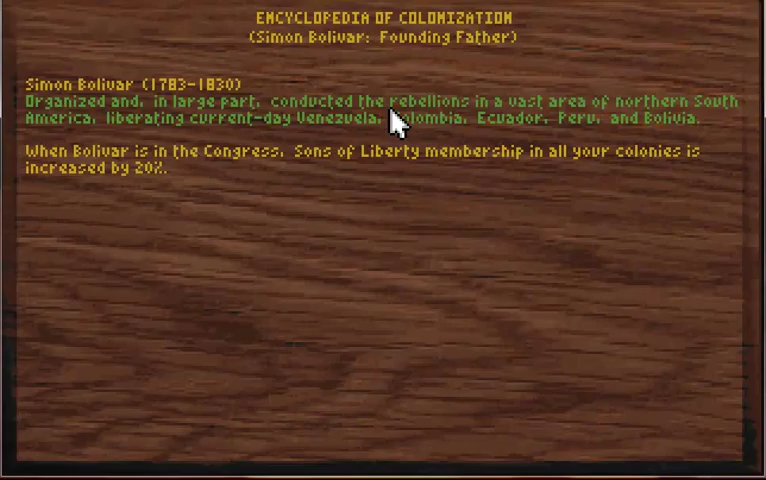 ENCYCLOPEDIA OF COLONIZATION
(Simon Bolivar: Founding Father)
Simon Bolivar (1783-1830)
Organized and, in large part, conducted the rebellions in a vast area of northern South
America, liberating current-day Venezuela, Colombia, Ecuador, Peru, and Bolivia.
When Bolivar is in the Congress, Sons of Liberty membership in all your colonies is
increased by 20%.